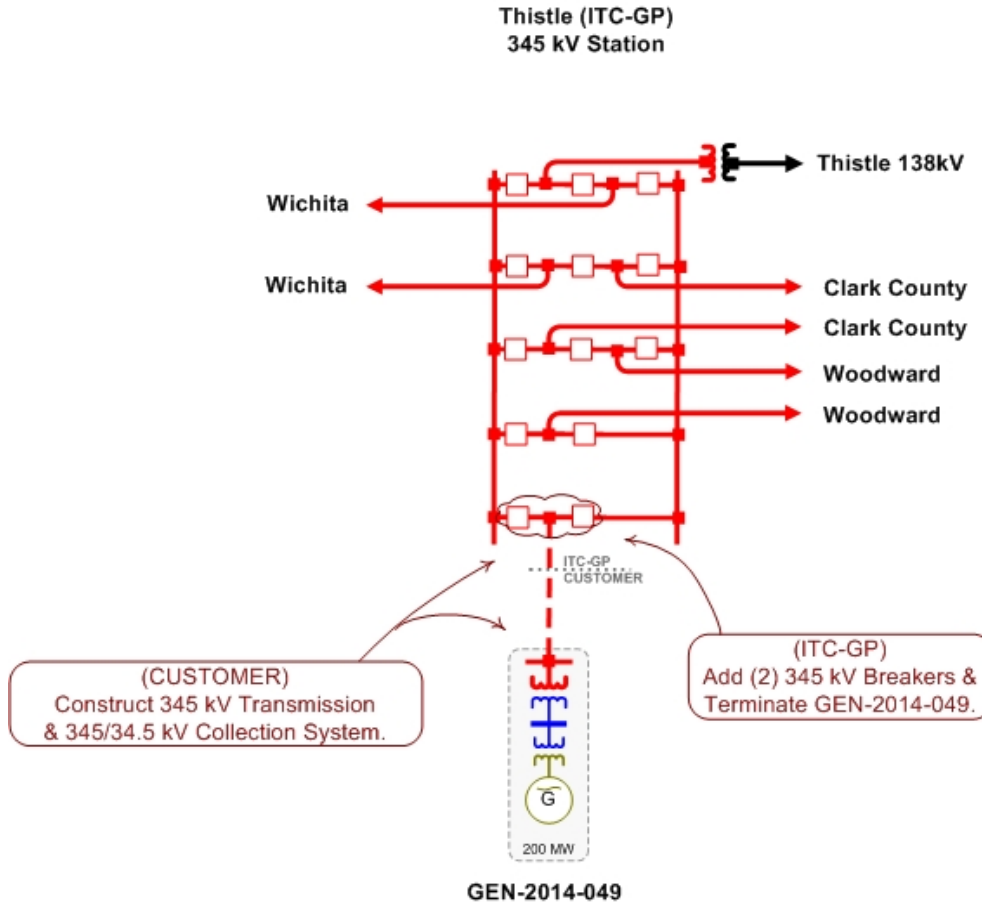 Thistle (ITC-GP)
345 kV Station
Thistle 138kV
Wichita
Wichita
Clark County
Clark County
Woodward
Woodward
ITC-GP
CUSTOMER
(CUSTOMER)
Construct 345 kV Transmission
& 345/34.5 kV Collection System.
(ITC-GP)
Add (2) 345 kV Breakers &
Terminate GEN-2014-049.
G
200 MW
GEN-2014-049